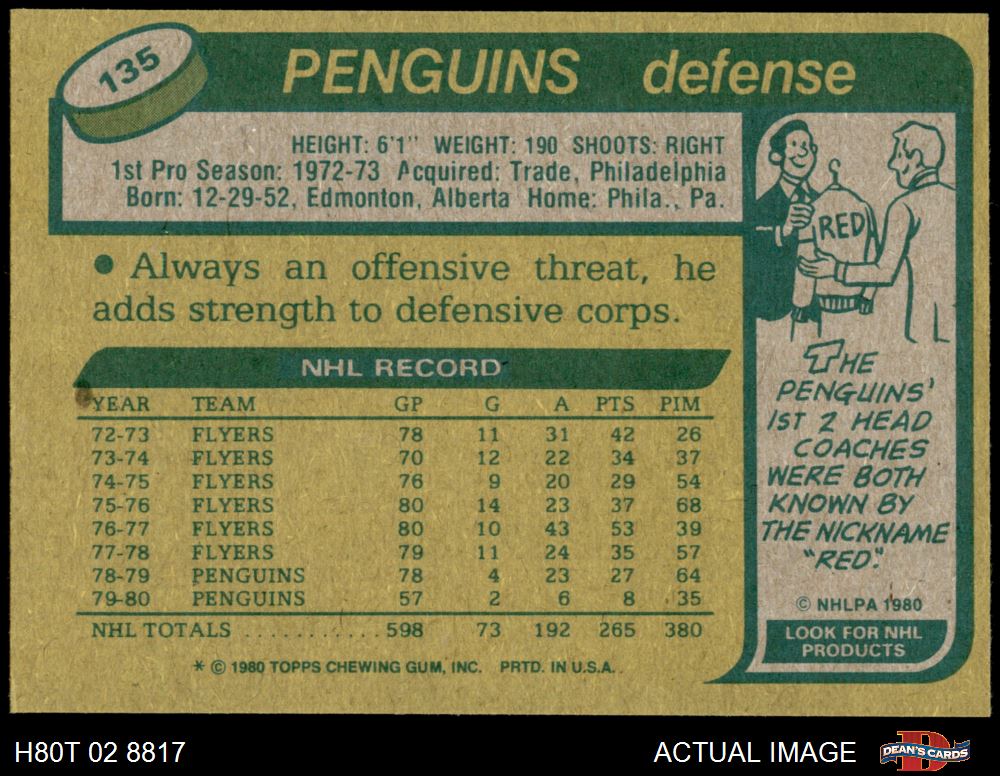 135
PENGUINS defense
HEIGHT: 6'1" WEIGHT: 190 SHOOTS: RIGHT
1st Pro Season: 1972-73 Acquired: Trade, Philadelphia
Born: 12-29-52, Edmonton, Alberta Home: Phila., Pa.
• Always an offensive threat, he
adds strength to defensive corps.
NHL RECORD
YEAR TEAM GP G A PTS PIM
72-73 FLYERS 78 11 31 42 26
73-74 FLYERS 70 12 22 34 37
74-75 FLYERS 76 9 20 29 54
75-76 FLYERS 80 14 23 37 68
76-77 FLYERS 80 10 43 53 39
77-78 FLYERS 79 11 24 35 57
78-79 PENGUINS 78 4 23 27 64
79-80 PENGUINS 57 2 6 8 35
NHL TOTALS ........... 598 73 192 265 380
* © 1980 TOPPS CHEWING GUM, INC. PRTD. IN U.S.A.
RED
THE
PENGUINS'
1ST 2 HEAD
COACHES
WERE BOTH
KNOWN BY
THE NICKNAME
"RED."
© NHLPA 1980
LOOK FOR NHL
PRODUCTS
H80T 02 8817
ACTUAL IMAGE
D
DEAN'S CARDS